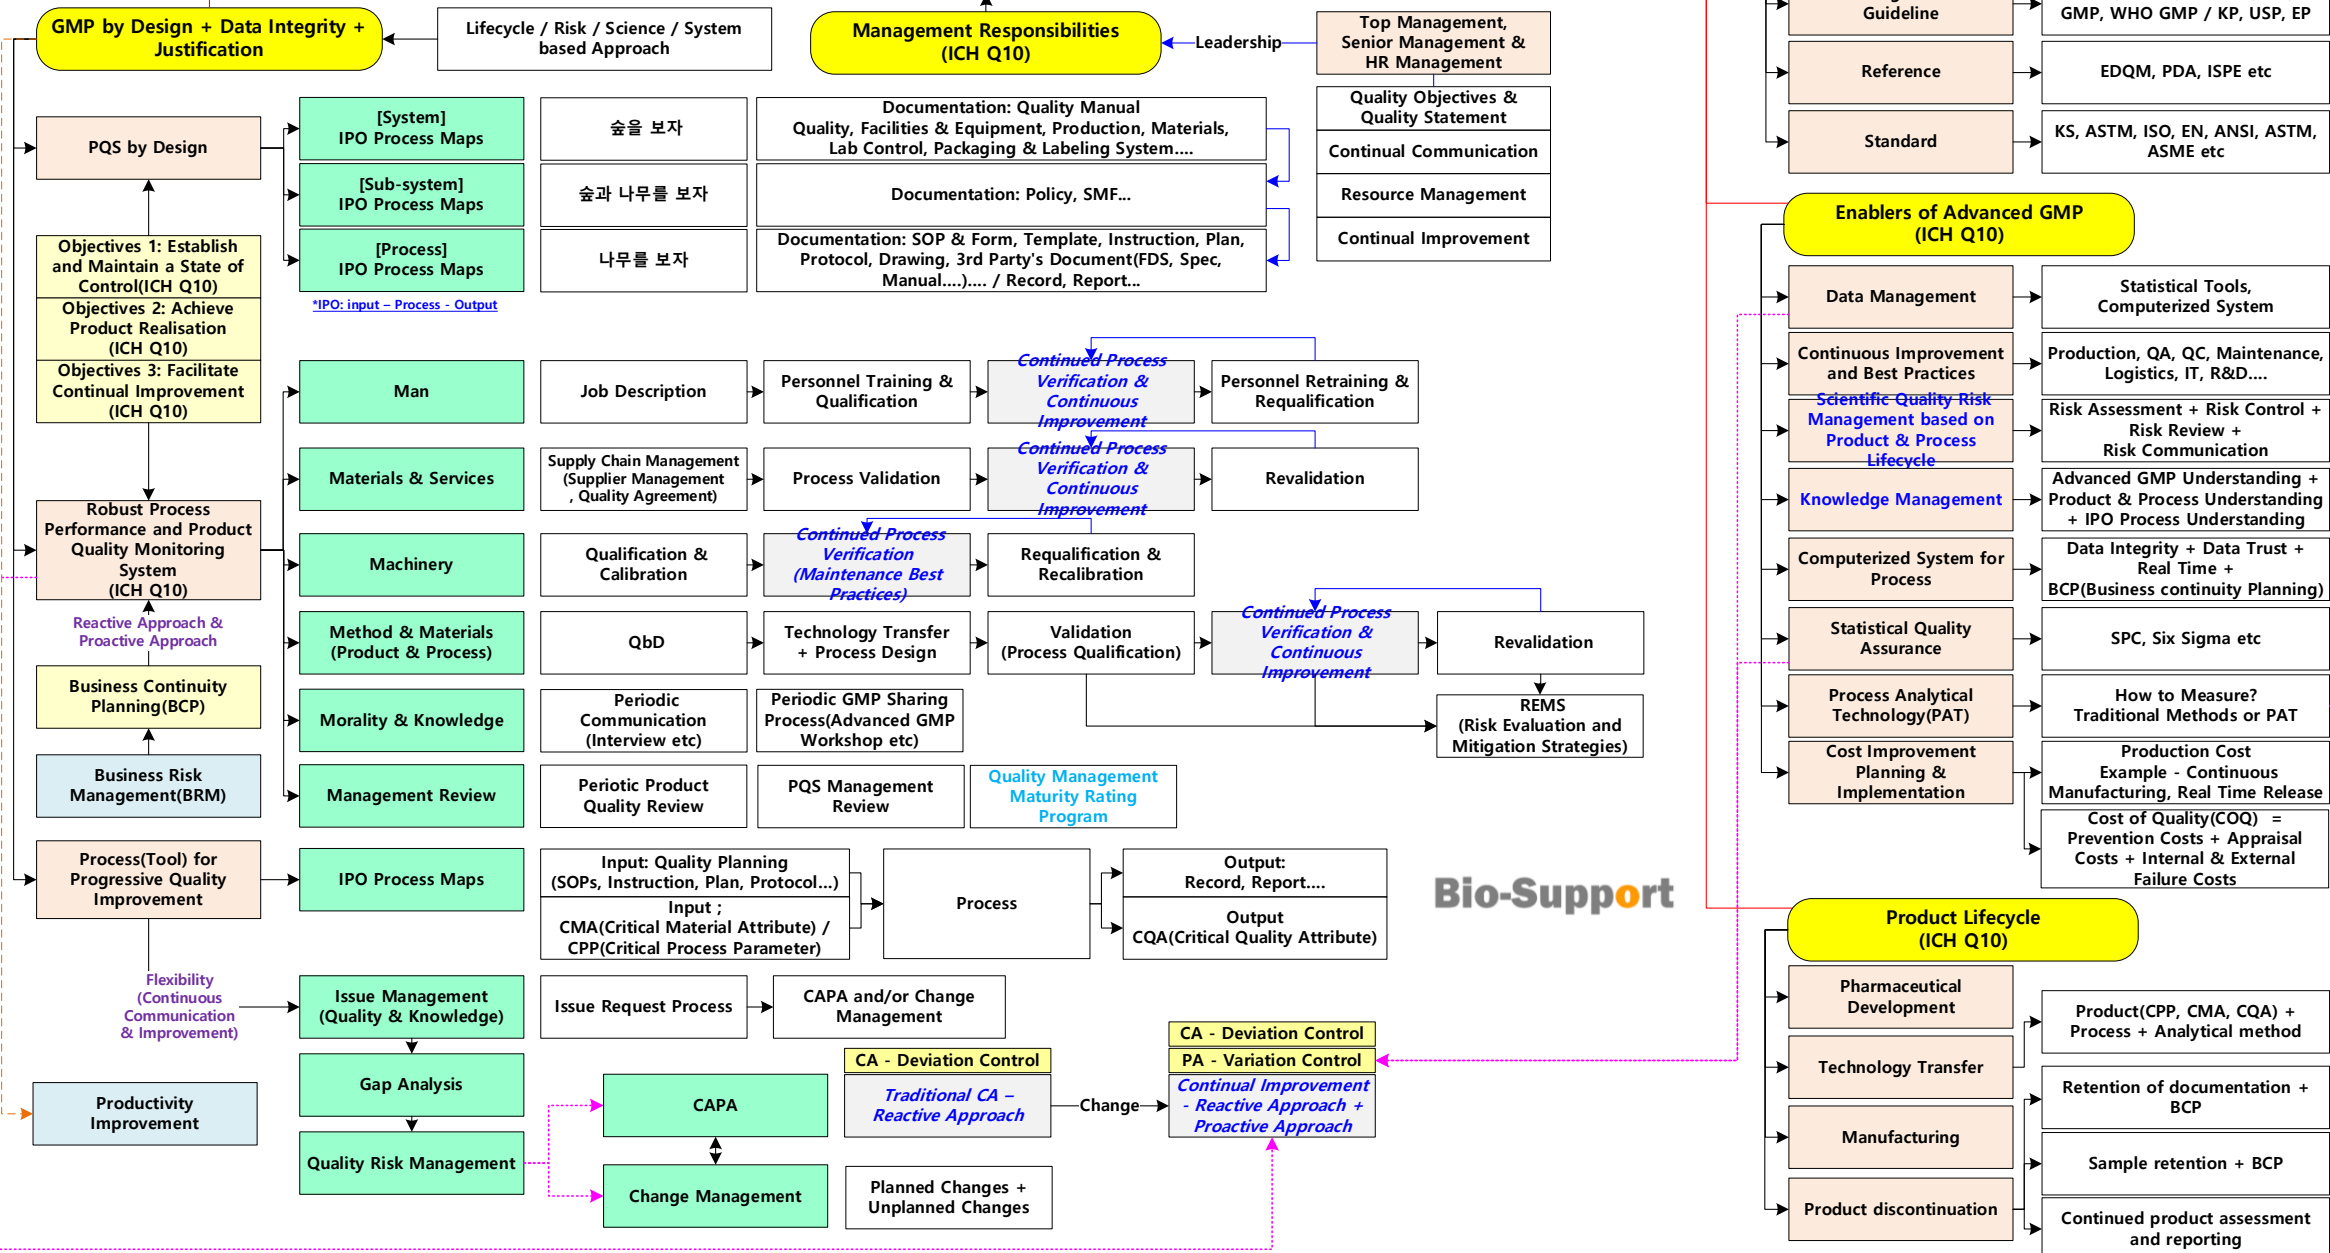 GMP by Design + Data Integrity +
Justification
Lifecycle / Risk / Science / System
based Approach
Management Responsibilities
(ICH Q10)
Leadership
Top Management,
Senior Management &
HR Management
Quality Objectives &
Quality Statement
Continual Communication
Resource Management
Continual Improvement
PQS by Design
[System]
IPO Process Maps
숲을 보자
Documentation: Quality Manual
Quality, Facilities & Equipment, Production, Materials,
Lab Control, Packaging & Labeling System....
[Sub-system]
IPO Process Maps
숲과 나무를 보자
Documentation: Policy, SMF...
[Process]
IPO Process Maps
나무를 보자
Documentation: SOP & Form, Template, Instruction, Plan,
Protocol, Drawing, 3rd Party's Document(FDS, Spec,
Manual....).... / Record, Report...
*IPO: input – Process - Output
Objectives 1: Establish
and Maintain a State of
Control(ICH Q10)
Objectives 2: Achieve
Product Realisation
(ICH Q10)
Objectives 3: Facilitate
Continual Improvement
(ICH Q10)
Robust Process
Performance and Product
Quality Monitoring
System
(ICH Q10)
Reactive Approach &
Proactive Approach
Business Continuity
Planning(BCP)
Business Risk
Management(BRM)
Man
Job Description
Personnel Training &
Qualification
Continued Process
Verification &
Continuous
Improvement
Personnel Retraining &
Requalification
Materials & Services
Supply Chain Management
(Supplier Management
, Quality Agreement)
Process Validation
Continued Process
Verification &
Continuous
Improvement
Revalidation
Machinery
Qualification &
Calibration
Continued Process
Verification
(Maintenance Best
Practices)
Requalification &
Recalibration
Method & Materials
(Product & Process)
QbD
Technology Transfer
+ Process Design
Validation
(Process Qualification)
Continued Process
Verification &
Continuous
Improvement
Revalidation
Morality & Knowledge
Periodic
Communication
(Interview etc)
Periodic GMP Sharing
Process(Advanced GMP
Workshop etc)
REMS
(Risk Evaluation and
Mitigation Strategies)
Management Review
Periotic Product
Quality Review
PQS Management
Review
Quality Management
Maturity Rating
Program
Process(Tool) for
Progressive Quality
Improvement
IPO Process Maps
Input: Quality Planning
(SOPs, Instruction, Plan, Protocol...)
Input ;
CMA(Critical Material Attribute) /
CPP(Critical Process Parameter)
Process
Output:
Record, Report....
Output
CQA(Critical Quality Attribute)
Bio-Support
Flexibility
(Continuous
Communication
& Improvement)
Issue Management
(Quality & Knowledge)
Issue Request Process
CAPA and/or Change
Management
Gap Analysis
Quality Risk Management
Productivity
Improvement
CAPA
Change Management
CA - Deviation Control
Traditional CA –
Reactive Approach
Change
CA - Deviation Control
PA - Variation Control
Continual Improvement
- Reactive Approach +
Proactive Approach
Planned Changes +
Unplanned Changes
Guideline
GMP, WHO GMP / KP, USP, EP
Reference
EDQM, PDA, ISPE etc
Standard
KS, ASTM, ISO, EN, ANSI, ASTM,
ASME etc
Enablers of Advanced GMP
(ICH Q10)
Data Management
Statistical Tools,
Computerized System
Continuous Improvement
and Best Practices
Production, QA, QC, Maintenance,
Logistics, IT, R&D....
Scientific Quality Risk
Management based on
Product & Process
Lifecycle
Risk Assessment + Risk Control +
Risk Review +
Risk Communication
Knowledge Management
Advanced GMP Understanding +
Product & Process Understanding
+ IPO Process Understanding
Computerized System for
Process
Data Integrity + Data Trust +
Real Time +
BCP(Business continuity Planning)
Statistical Quality
Assurance
SPC, Six Sigma etc
Process Analytical
Technology(PAT)
How to Measure?
Traditional Methods or PAT
Cost Improvement
Planning &
Implementation
Production Cost
Example - Continuous
Manufacturing, Real Time Release
Cost of Quality(COQ) =
Prevention Costs + Appraisal
Costs + Internal & External
Failure Costs
Product Lifecycle
(ICH Q10)
Pharmaceutical
Development
Technology Transfer
Manufacturing
Product discontinuation
Product(CPP, CMA, CQA) +
Process + Analytical method
Retention of documentation +
BCP
Sample retention + BCP
Continued product assessment
and reporting